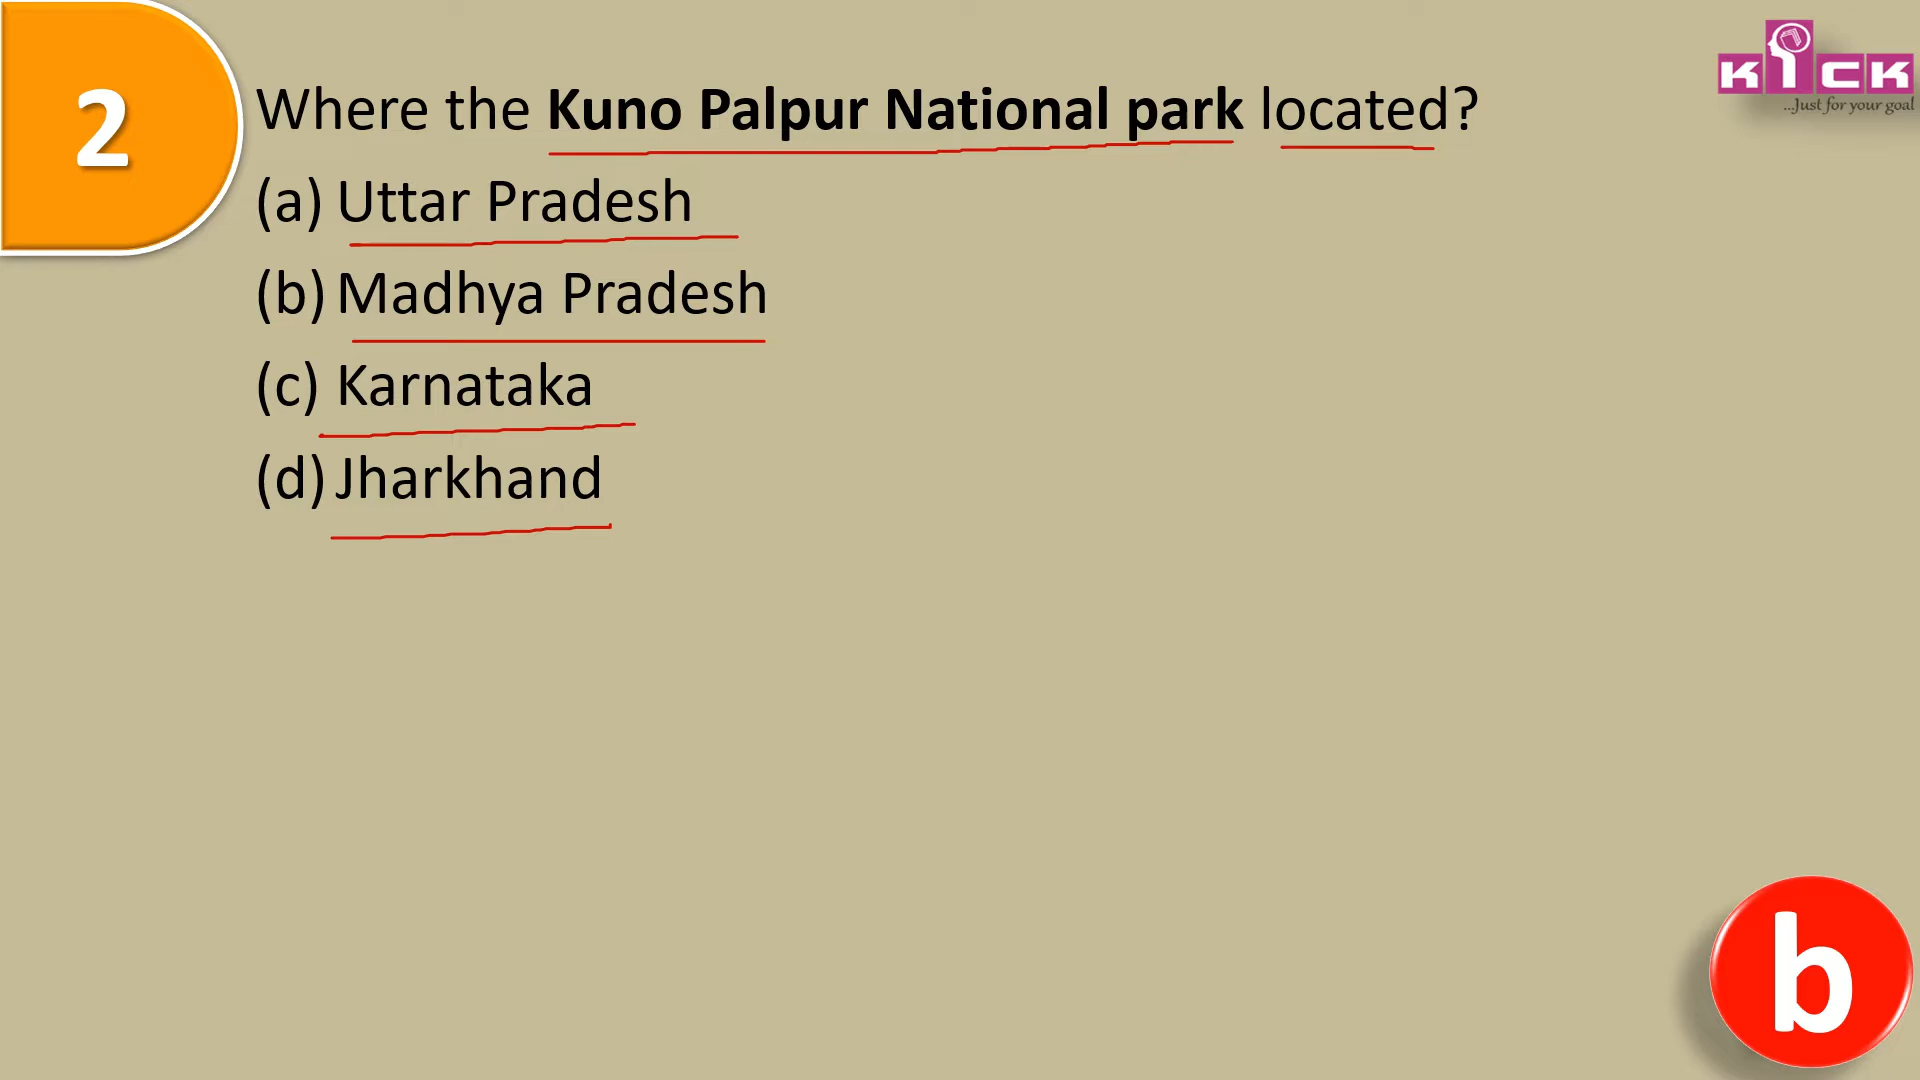 2
Where the Kuno Palpur National park located?
(a) Uttar Pradesh
(b) Madhya Pradesh
(c) Karnataka
(d) Jharkhand
KICK
...Just for your goal
b